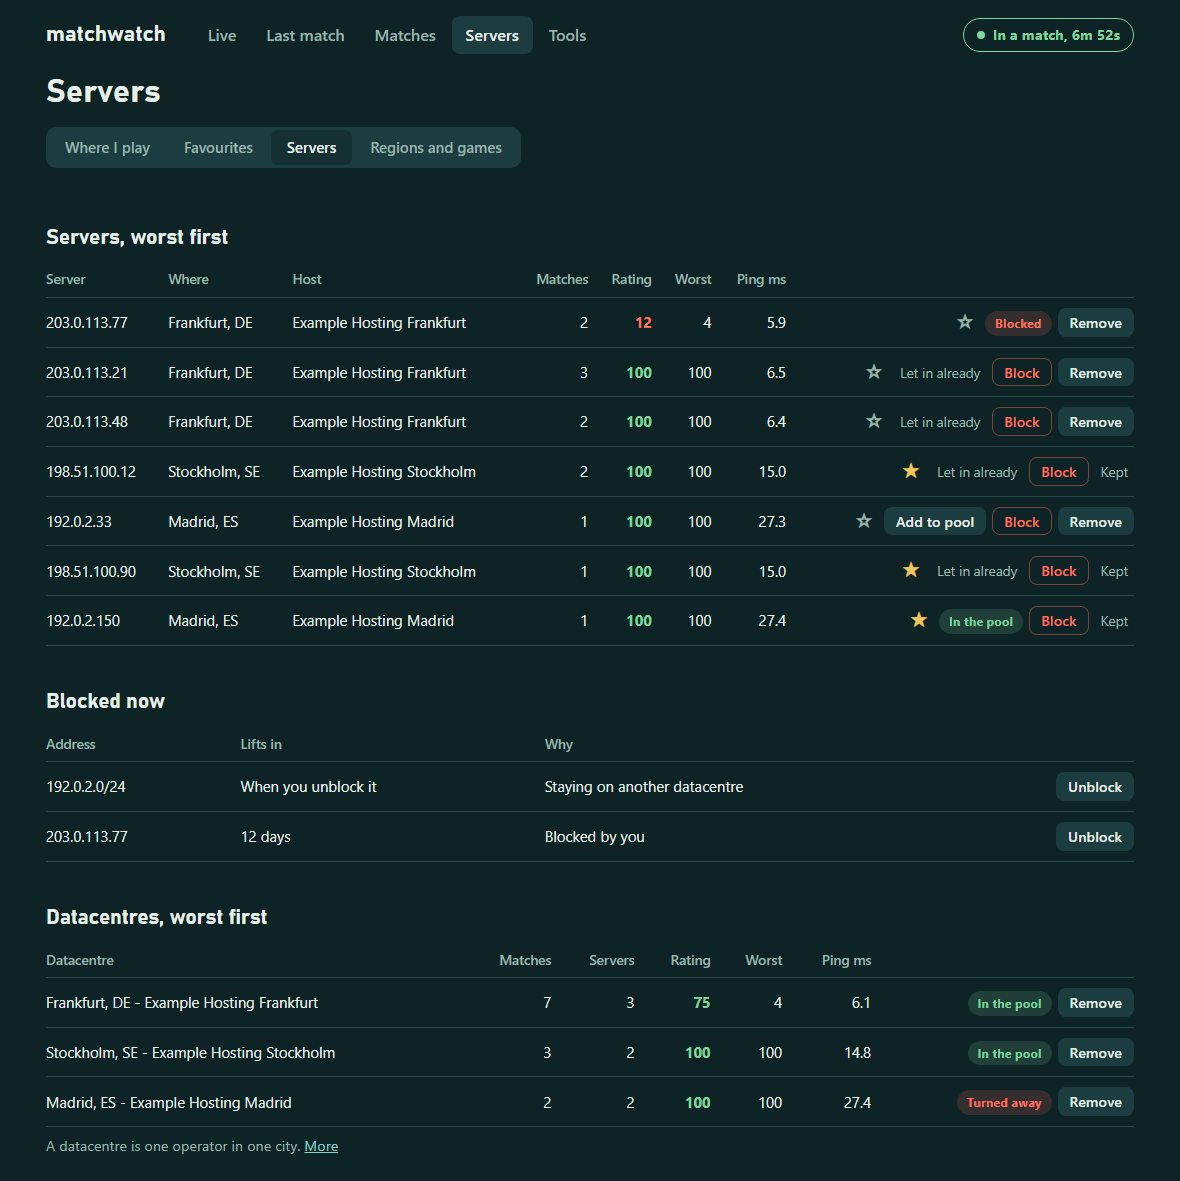 matchwatch Live Last match Matches Servers Tools In a match, 6m 52s
Servers
Where I play Favourites Servers Regions and games
Servers, worst first
Server Where Host Matches Rating Worst Ping ms
203.0.113.77 Frankfurt, DE Example Hosting Frankfurt 2 12 4 5.9 Blocked Remove
203.0.113.21 Frankfurt, DE Example Hosting Frankfurt 3 100 100 6.5 Let in already Block Remove
203.0.113.48 Frankfurt, DE Example Hosting Frankfurt 2 100 100 6.4 Let in already Block Remove
198.51.100.12 Stockholm, SE Example Hosting Stockholm 2 100 100 15.0 Let in already Block Kept
192.0.2.33 Madrid, ES Example Hosting Madrid 1 100 100 27.3 Add to pool Block Remove
198.51.100.90 Stockholm, SE Example Hosting Stockholm 1 100 100 15.0 Let in already Block Kept
192.0.2.150 Madrid, ES Example Hosting Madrid 1 100 100 27.4 In the pool Block Kept
Blocked now
Address Lifts in Why
192.0.2.0/24 When you unblock it Staying on another datacentre Unblock
203.0.113.77 12 days Blocked by you Unblock
Datacentres, worst first
Datacentre Matches Servers Rating Worst Ping ms
Frankfurt, DE - Example Hosting Frankfurt 7 3 75 4 6.1 In the pool Remove
Stockholm, SE - Example Hosting Stockholm 3 2 100 100 14.8 In the pool Remove
Madrid, ES - Example Hosting Madrid 2 2 100 100 27.4 Turned away Remove
A datacentre is one operator in one city. More